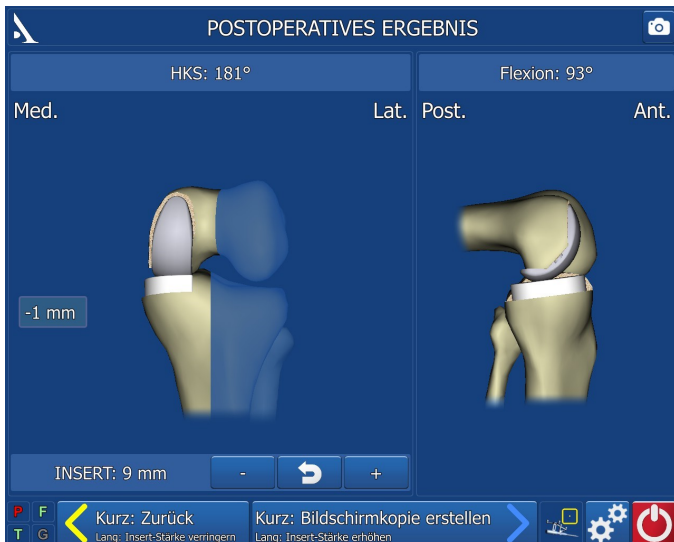 POSTOPERATIVES ERGEBNIS
HKS: 181°
Flexion: 93°
Med.
Lat.
Post.
Ant.
-1 mm
INSERT: 9 mm
-
+
P F
T G
Kurz: Zurück
Lang: Insert-Stärke verringern
Kurz: Bildschirmkopie erstellen
Lang: Insert-Stärke erhöhen